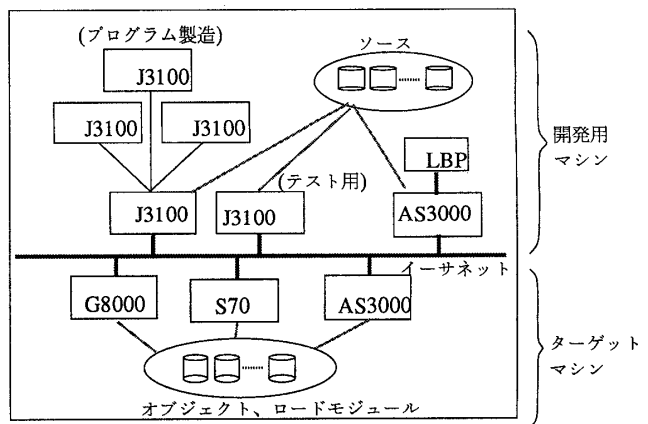 (プログラム製造)
ソース
J3100
J3100
J3100
LBP
開発用
マシン
(テスト用)
J3100
J3100
AS3000
イーサネット
G8000
S70
AS3000
ターゲット
マシン
オブジェクト、ロードモジュール